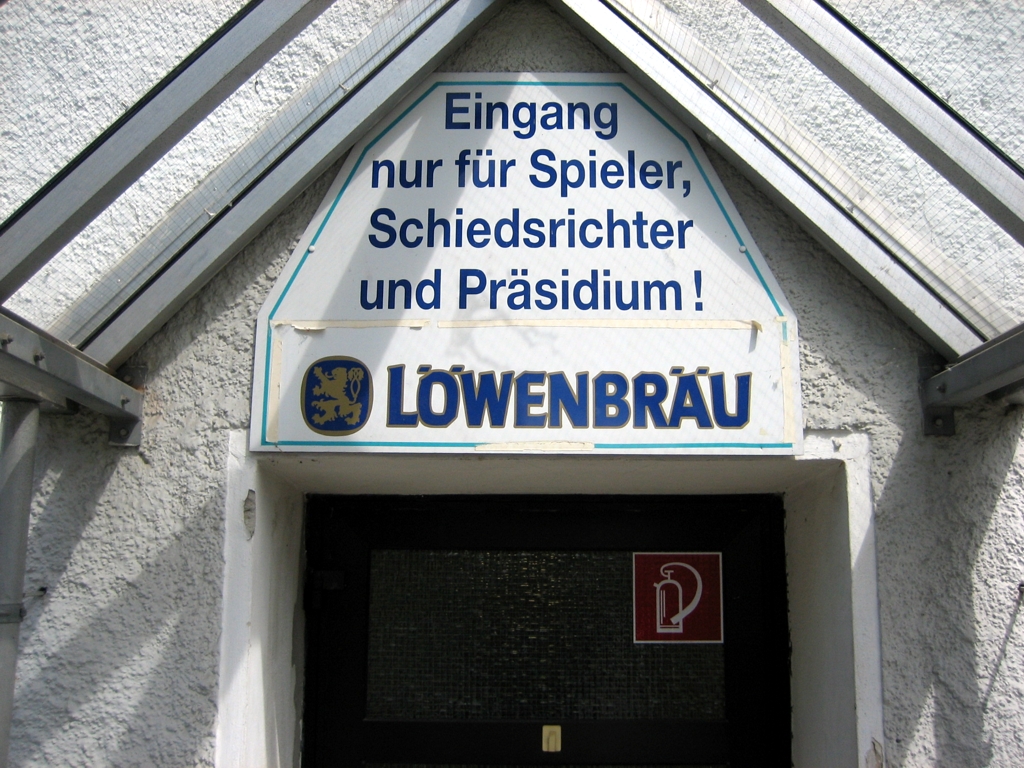 Eingang
nur für Spieler,
Schiedsrichter
und Präsidium !
LÖWENBRÄU